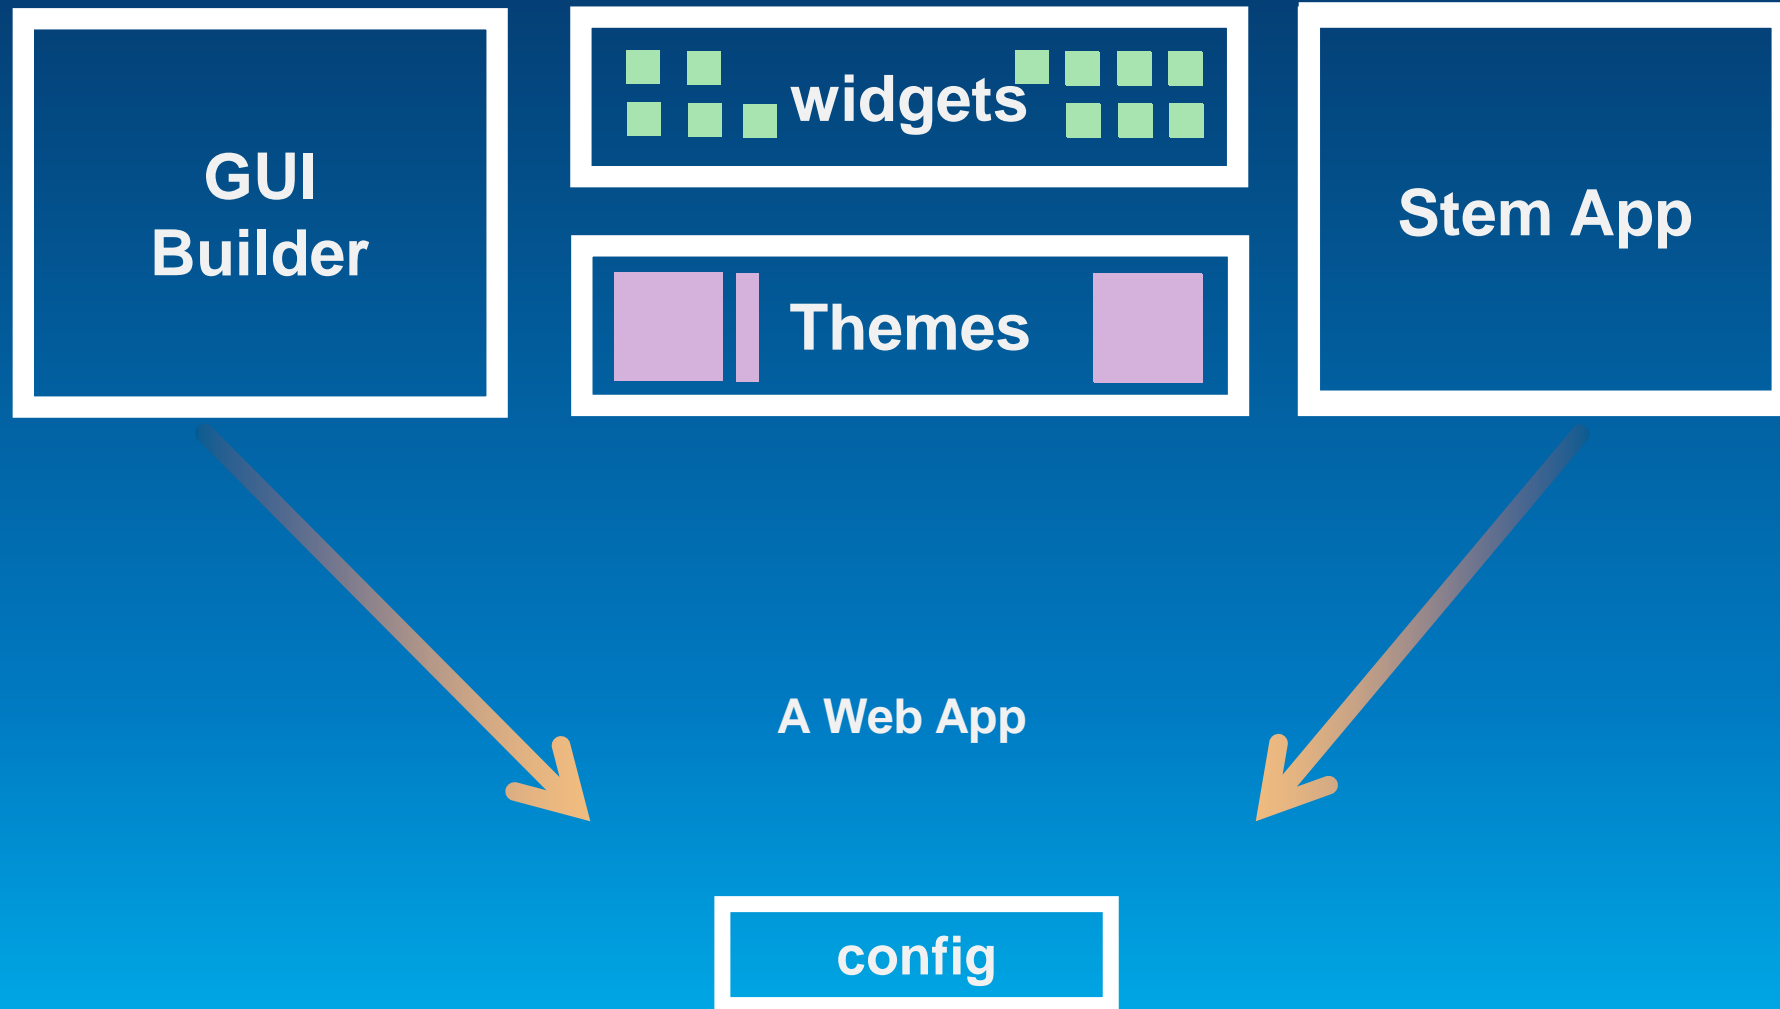 GUI
Builder
widgets
Themes
Stem App
A Web App
config